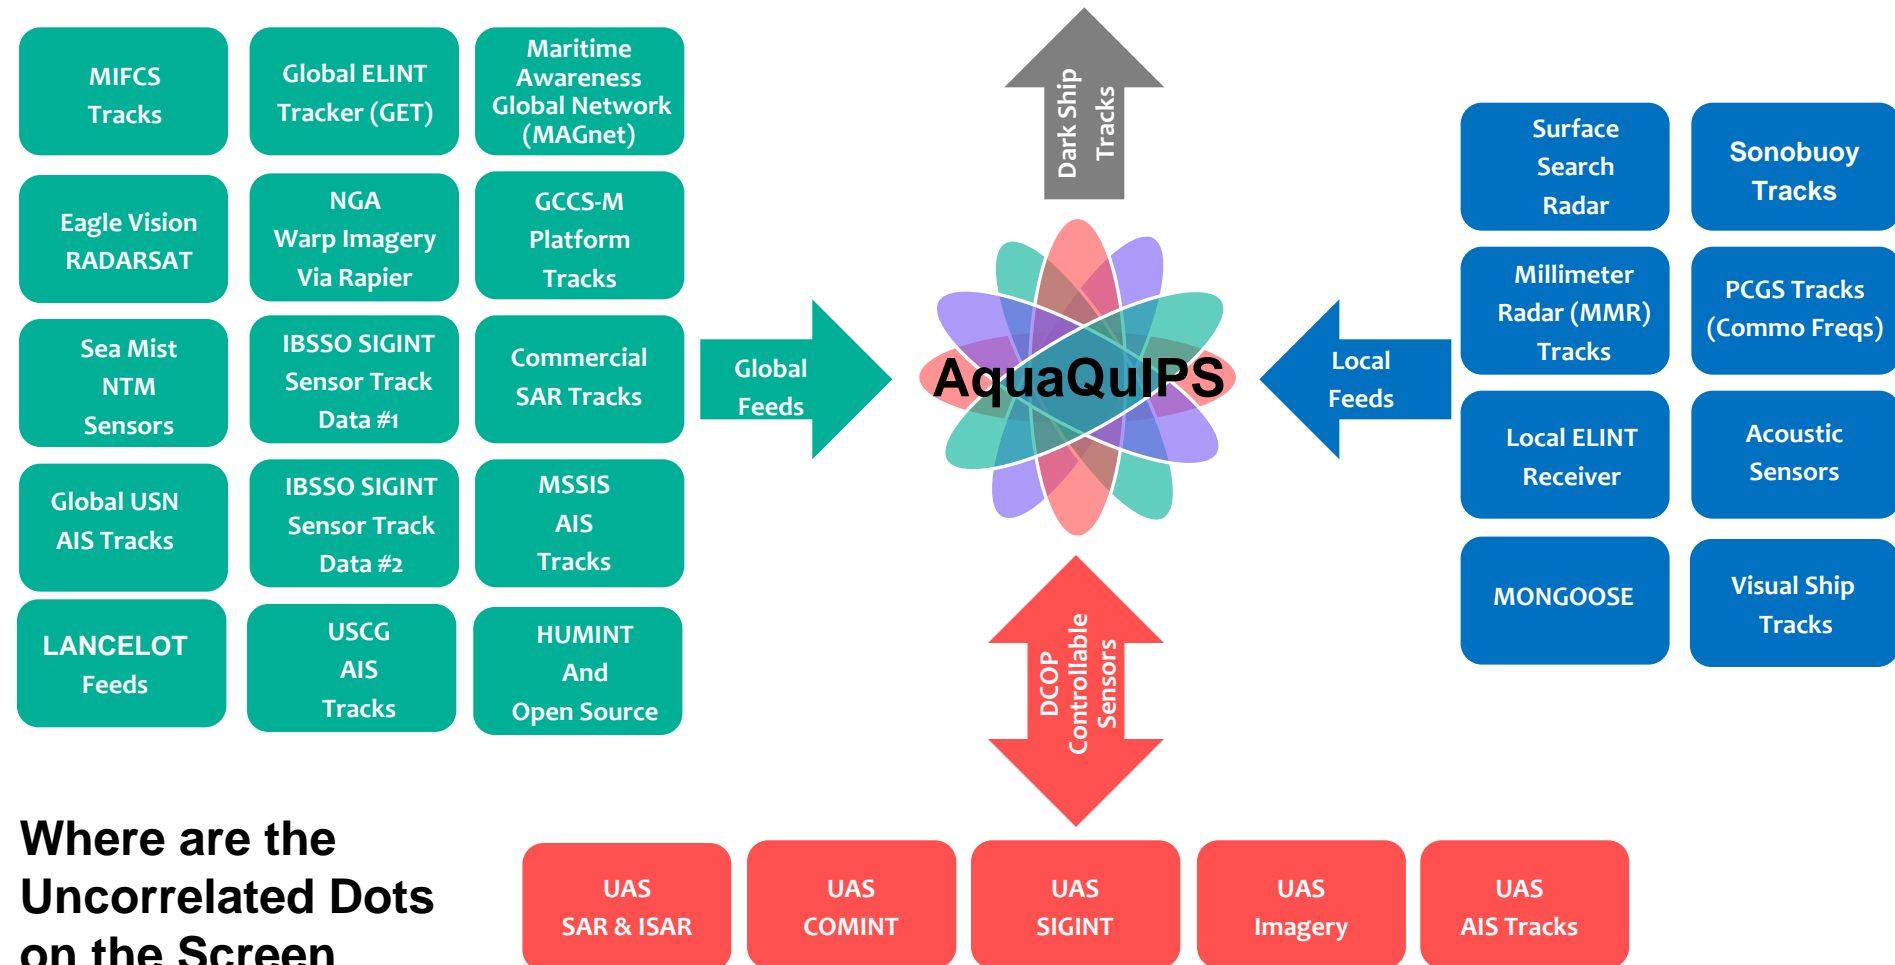 MIFCS
Tracks
Global ELINT
Tracker (GET)
Maritime
Awareness
Global Network
(MAGnet)
Eagle Vision
RADARSAT
NGA
Warp Imagery
Via Rapier
GCCS-M
Platform
Tracks
Sea Mist
NTM
Sensors
IBSSO SIGINT
Sensor Track
Data #1
Commercial
SAR Tracks
Global USN
AIS Tracks
IBSSO SIGINT
Sensor Track
Data #2
MSSIS
AIS
Tracks
LANCELOT
Feeds
USCG
AIS
Tracks
HUMINT
And
Open Source
Global
Feeds
Dark Ship
Tracks
AquaQuIPS
Local
Feeds
Surface
Search
Radar
Sonobuoy
Tracks
Millimeter
Radar (MMR)
Tracks
PCGS Tracks
(Commo Freqs)
Local ELINT
Receiver
Acoustic
Sensors
MONGOOSE
Visual Ship
Tracks
DCOP
Controllable
Sensors
Where are the
Uncorrelated Dots
on the Screen
UAS
SAR & ISAR
UAS
COMINT
UAS
SIGINT
UAS
Imagery
UAS
AIS Tracks